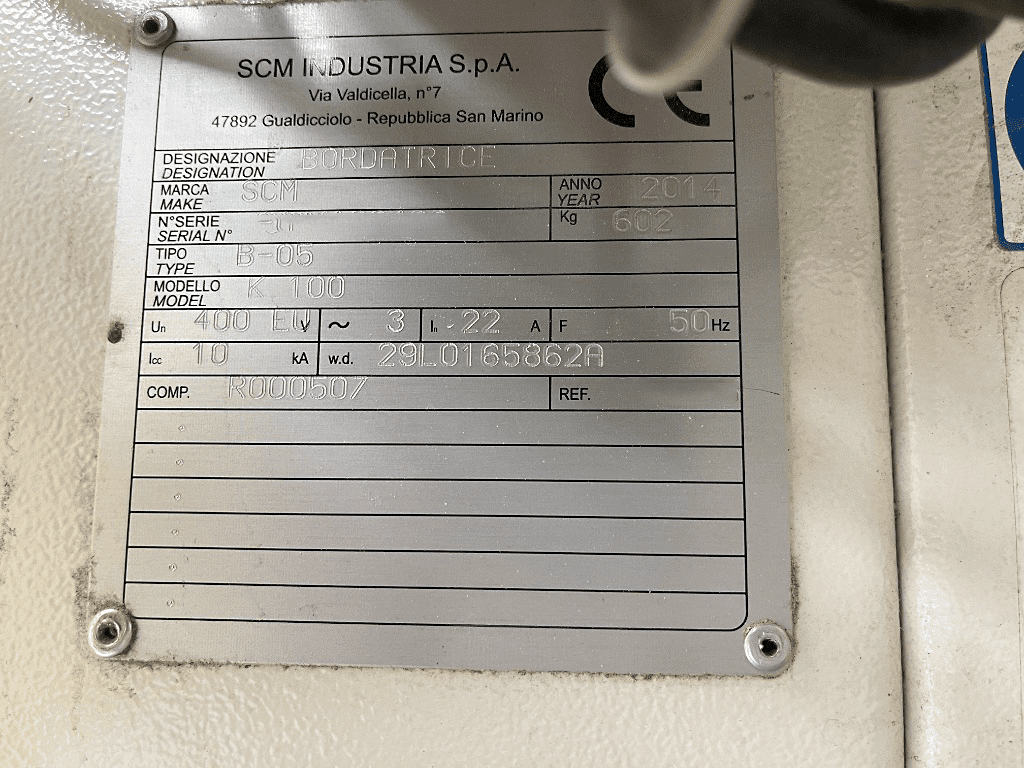 SCM INDUSTRIA S.p.A.
Via Valdicella, n°7
47892 Gualdicciolo - Repubblica San Marino
CE
DESIGNAZIONE BORDATRICE
DESIGNATION
MARCA SCM ANNO 2014
MAKE YEAR
N°SERIE Kg 602
SERIAL N°
TIPO B-05
TYPE
MODELLO K 100
MODEL
Un 400 EU V ~ 3 In 22 A F 50 Hz
Icc 10 kA w.d. 29L0165862A
COMP. R000507 REF.